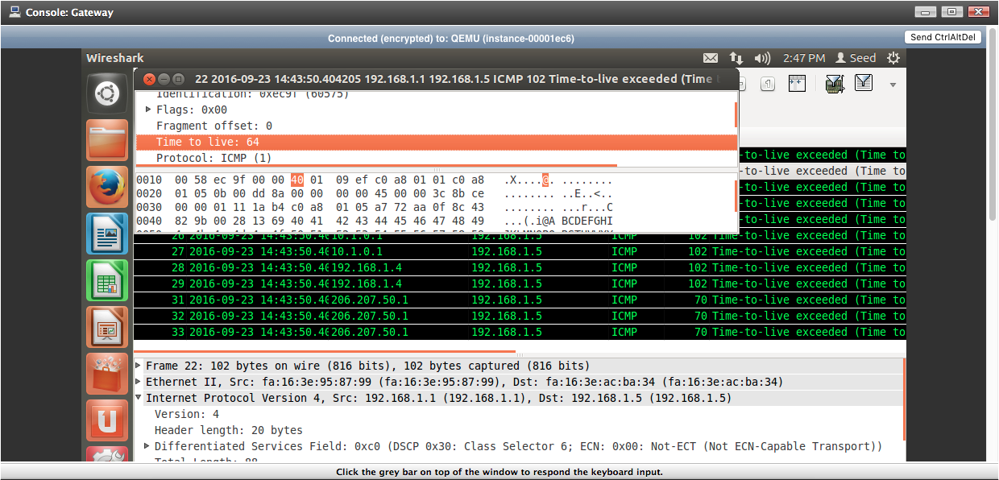 Console: Gateway
Connected (encrypted) to: QEMU (instance-00001ec6)
Send CtrlAltDel
Wireshark
2:47 PM
Seed
22 2016-09-23 14:43:50.404205 192.168.1.1 192.168.1.5 ICMP 102 Time-to-live exceeded (Time
Identification: 0xec9f (60575)
Flags: 0x00
Fragment offset: 0
Time to live: 64
Protocol: ICMP (1)
-to-live exceeded (Time to
-to-live exceeded (Time to
-to-live exceeded (Time to
-to-live exceeded (Time to
-to-live exceeded (Time to
0010 00 58 ec 9f 00 00 40 01 09 ef c0 a8 01 01 c0 a8 .X....@. ........
0020 01 05 0b 00 dd 8a 00 00 00 00 45 00 00 3c 8b ce ........ ..E..<..
0030 00 00 01 11 1a b4 c0 a8 01 05 a7 72 aa 0f 8c 43 ........ ...r...C
0040 82 9b 00 28 13 69 40 41 42 43 44 45 46 47 48 49 ...(.i@A BCDEFGHI
26 2016-09-23 14:43:50.40 10.1.0.1 192.168.1.5 ICMP 102 Time-to-live exceeded (Time to
27 2016-09-23 14:43:50.40 10.1.0.1 192.168.1.5 ICMP 102 Time-to-live exceeded (Time to
28 2016-09-23 14:43:50.40 192.168.1.4 192.168.1.5 ICMP 102 Time-to-live exceeded (Time to
29 2016-09-23 14:43:50.40 192.168.1.4 192.168.1.5 ICMP 102 Time-to-live exceeded (Time to
31 2016-09-23 14:43:50.40 206.207.50.1 192.168.1.5 ICMP 70 Time-to-live exceeded (Time to
32 2016-09-23 14:43:50.40 206.207.50.1 192.168.1.5 ICMP 70 Time-to-live exceeded (Time to
33 2016-09-23 14:43:50.40 206.207.50.1 192.168.1.5 ICMP 70 Time-to-live exceeded (Time to
Frame 22: 102 bytes on wire (816 bits), 102 bytes captured (816 bits)
Ethernet II, Src: fa:16:3e:95:87:99 (fa:16:3e:95:87:99), Dst: fa:16:3e:ac:ba:34 (fa:16:3e:ac:ba:34)
Internet Protocol Version 4, Src: 192.168.1.1 (192.168.1.1), Dst: 192.168.1.5 (192.168.1.5)
Version: 4
Header length: 20 bytes
Differentiated Services Field: 0xc0 (DSCP 0x30: Class Selector 6; ECN: 0x00: Not-ECT (Not ECN-Capable Transport))
Total Length: 88
Click the grey bar on top of the window to respond the keyboard input.